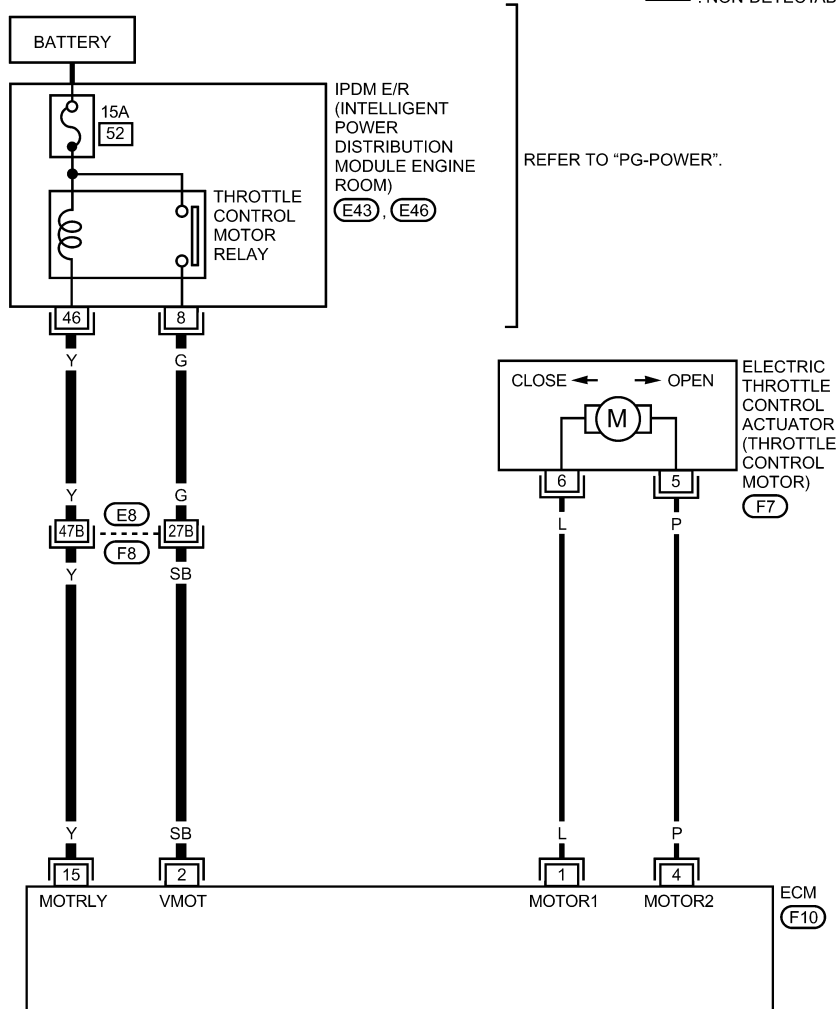 : NON-DETECTAB
BATTERY
15A
52
IPDM E/R
(INTELLIGENT
POWER
DISTRIBUTION
MODULE ENGINE
ROOM)
E43 , E46
REFER TO “PG-POWER”.
THROTTLE
CONTROL
MOTOR
RELAY
46
8
Y
G
CLOSE
OPEN
M
ELECTRIC
THROTTLE
CONTROL
ACTUATOR
(THROTTLE
CONTROL
MOTOR)
F7
6
5
Y
G
L
P
47B
E8
F8
27B
Y
SB
Y
SB
L
P
15
2
1
4
MOTRLY
VMOT
MOTOR1
MOTOR2
ECM
F10